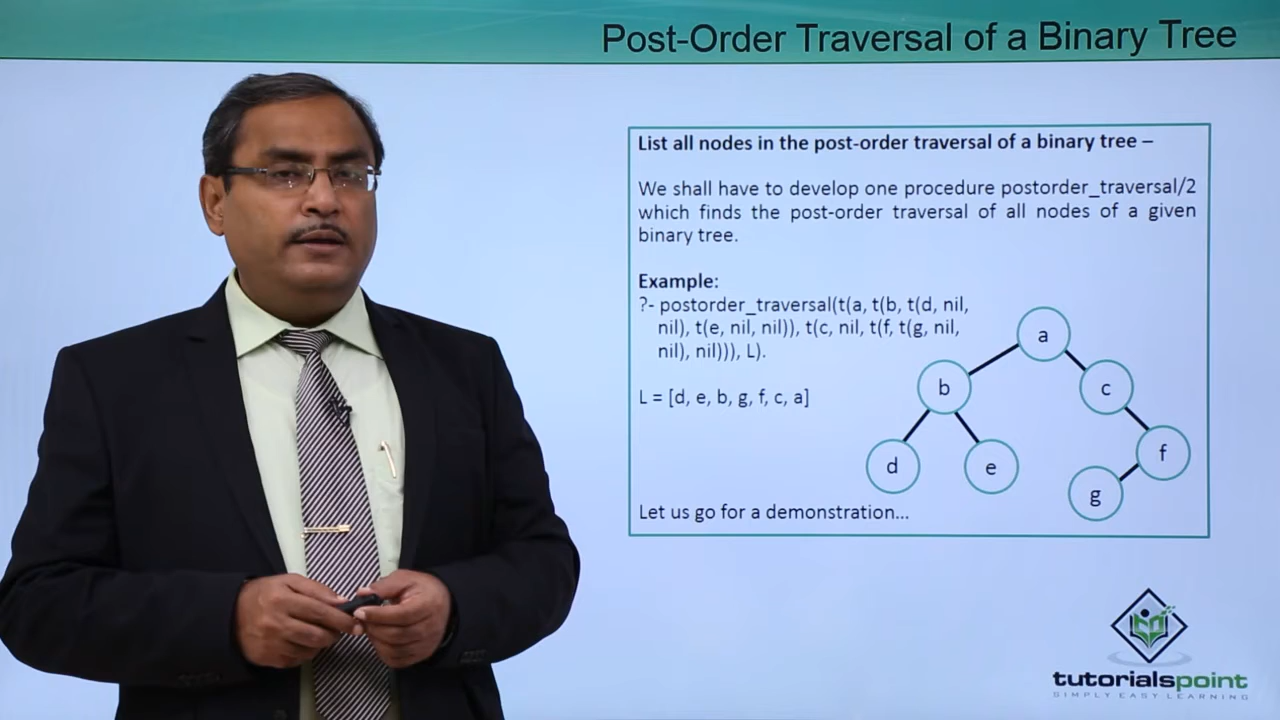 Post-Order Traversal of a Binary Tree
List all nodes in the post-order traversal of a binary tree –
We shall have to develop one procedure postorder_traversal/2
which finds the post-order traversal of all nodes of a given
binary tree.
Example:
?- postorder_traversal(t(a, t(b, t(d, nil,
nil), t(e, nil, nil)), t(c, nil, t(f, t(g, nil,
nil), nil))), L).
L = [d, e, b, g, f, c, a]
a
b
c
d
e
f
g
Let us go for a demonstration...
tutorialspoint
SIMPLY EASY LEARNING